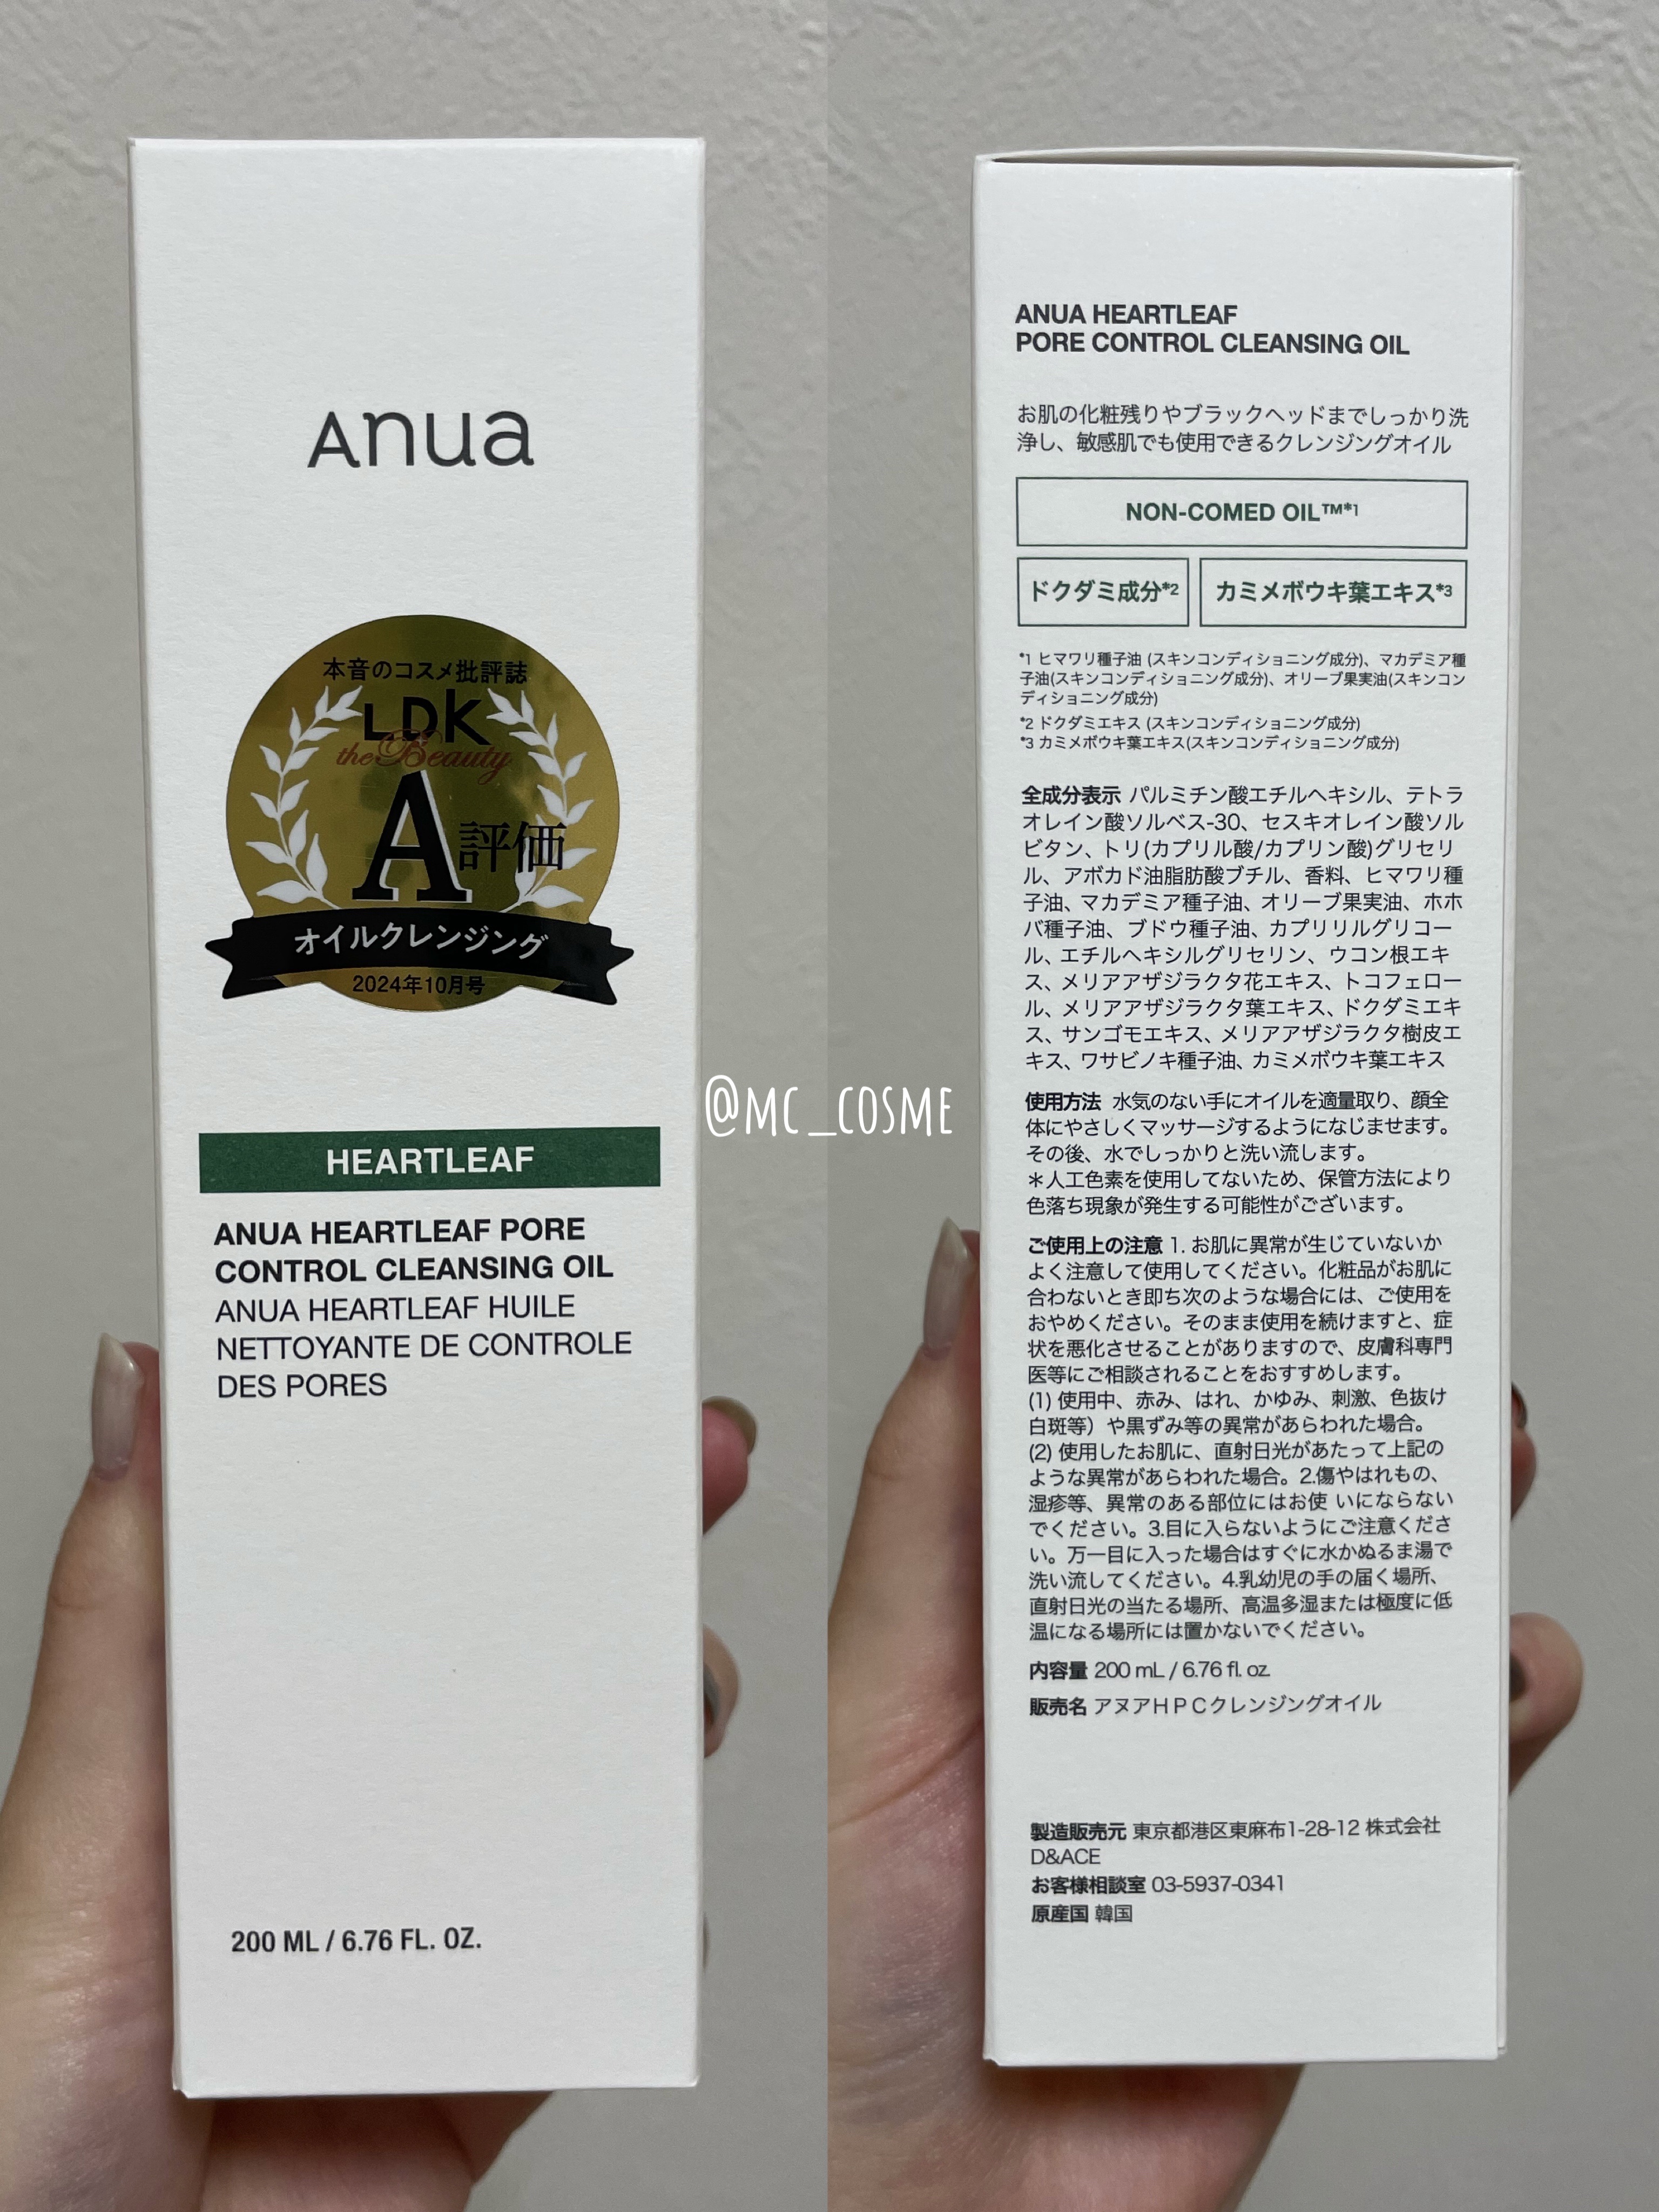 Anua
本音のコスメ批評誌
LDK
the Beauty
A評価
オイルクレンジング
2024年10月号
HEARTLEAF
ANUA HEARTLEAF PORE
CONTROL CLEANSING OIL
ANUA HEARTLEAF HUILE
NETTOYANTE DE CONTROLE
DES PORES
200 ML / 6.76 FL. OZ.
@MC_COSME
ANUA HEARTLEAF
PORE CONTROL CLEANSING OIL
お肌の化粧残りやブラックヘッドまでしっかり洗
浄し、敏感肌でも使用できるクレンジングオイル
NON-COMED OIL™*1
ドクダミ成分*2
カミメボウキ葉エキス*3
*1 ヒマワリ種子油 (スキンコンディショニング成分)、マカデミア種
子油(スキンコンディショニング成分)、オリーブ果実油(スキンコン
ディショニング成分)
*2 ドクダミエキス (スキンコンディショニング成分)
*3 カミメボウキ葉エキス(スキンコンディショニング成分)
全成分表示 パルミチン酸エチルヘキシル、テトラ
オレイン酸ソルベス-30、セスキオレイン酸ソル
ビタン、トリ(カプリル酸/カプリン酸)グリセリ
ル、アボカド油脂肪酸ブチル、香料、ヒマワリ種
子油、マカデミア種子油、オリーブ果実油、ホホ
バ種子油、ブドウ種子油、カプリリルグリコー
ル、エチルヘキシルグリセリン、ウコン根エキ
ス、メリアアザジラクタ花エキス、トコフェロー
ル、メリアアザジラクタ葉エキス、ドクダミエキ
ス、サンゴモエキス、メリアアザジラクタ樹皮エ
キス、ワサビノキ種子油、カミメボウキ葉エキス
使用方法 水気のない手にオイルを適量取り、顔全
体にやさしくマッサージするようになじませます。
その後、水でしっかりと洗い流します。
＊人工色素を使用してないため、保管方法により
色落ち現象が発生する可能性がございます。
ご使用上の注意 1. お肌に異常が生じていないか
よく注意して使用してください。化粧品がお肌に
合わないとき即ち次のような場合には、ご使用を
おやめください。そのまま使用を続けますと、症
状を悪化させることがありますので、皮膚科専門
医等にご相談されることをおすすめします。
(1) 使用中、赤み、はれ、かゆみ、刺激、色抜け
白斑等）や黒ずみ等の異常があらわれた場合。
(2) 使用したお肌に、直射日光があたって上記の
ような異常があらわれた場合。2.傷やはれもの、
湿疹等、異常のある部位にはお使 いにならない
でください。3.目に入らないようにご注意くださ
い。万一目に入った場合はすぐに水かぬるま湯で
洗い流してください。4.乳幼児の手の届く場所、
直射日光の当たる場所、高温多湿または極度に低
温になる場所には置かないでください。
内容量 200 mL / 6.76 fl. oz.
販売名 アヌアＨＰＣクレンジングオイル
製造販売元 東京都港区東麻布1-28-12 株式会社
D&ACE
お客様相談室 03-5937-0341
原産国 韓国